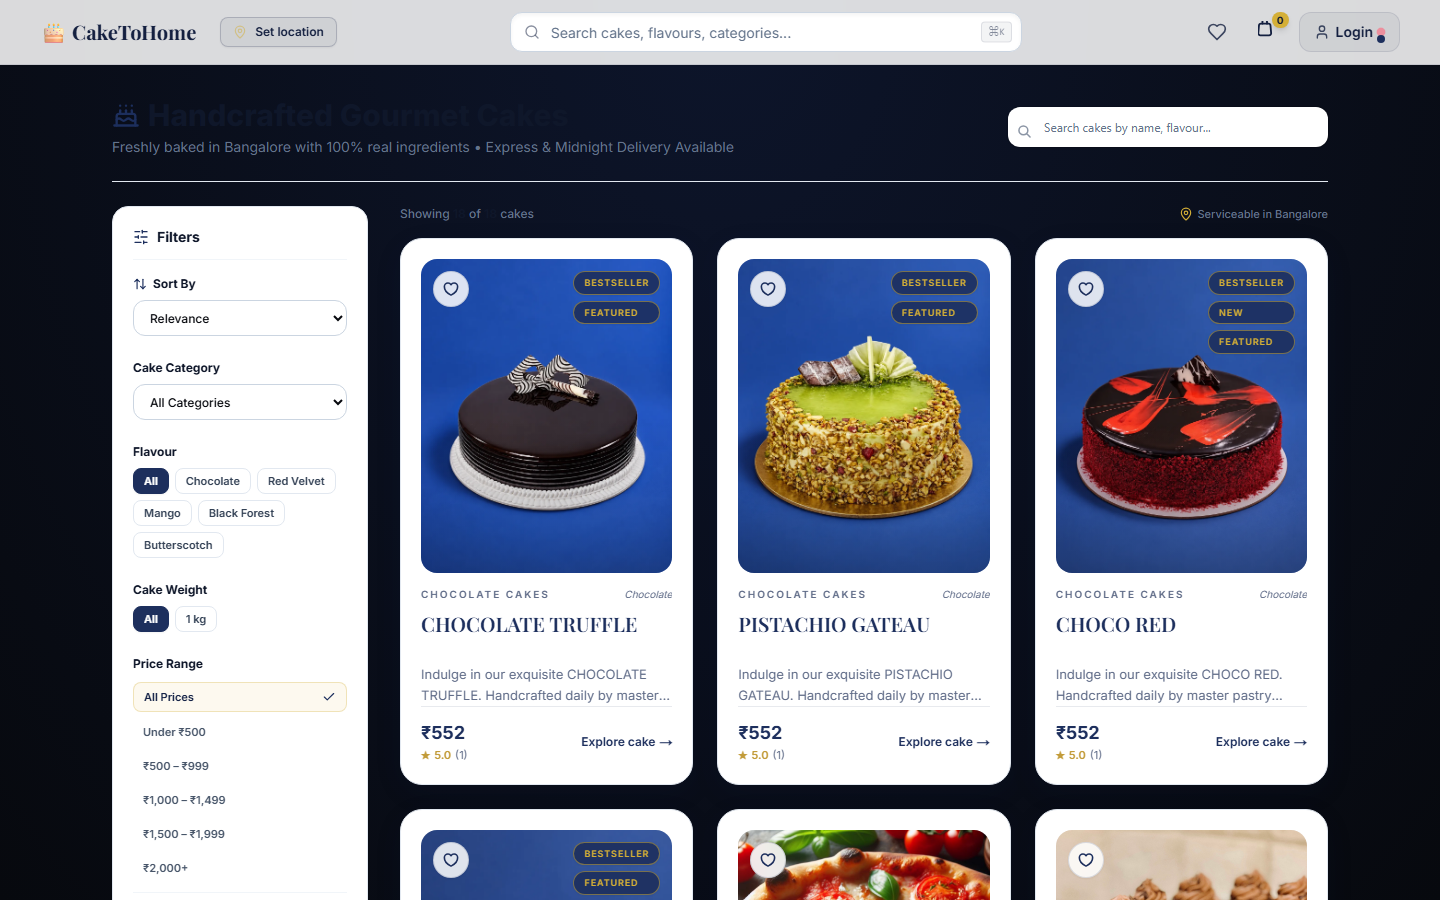 CakeToHome
Set location
Search cakes, flavours, categories...
⌘K
0
Login
Handcrafted Gourmet Cakes
Freshly baked in Bangalore with 100% real ingredients • Express & Midnight Delivery Available
Search cakes by name, flavour...
Filters
Sort By
Relevance
Cake Category
All Categories
Flavour
All
Chocolate
Red Velvet
Mango
Black Forest
Butterscotch
Cake Weight
All
1 kg
Price Range
All Prices
Under ₹500
₹500 – ₹999
₹1,000 – ₹1,499
₹1,500 – ₹1,999
₹2,000+
Showing of cakes
Serviceable in Bangalore
BESTSELLER
FEATURED
CHOCOLATE CAKES
Chocolate
CHOCOLATE TRUFFLE
Indulge in our exquisite CHOCOLATE
TRUFFLE. Handcrafted daily by master...
₹552
★ 5.0 (1)
Explore cake →
BESTSELLER
FEATURED
CHOCOLATE CAKES
Chocolate
PISTACHIO GATEAU
Indulge in our exquisite PISTACHIO
GATEAU. Handcrafted daily by master...
₹552
★ 5.0 (1)
Explore cake →
BESTSELLER
NEW
FEATURED
CHOCOLATE CAKES
Chocolate
CHOCO RED
Indulge in our exquisite CHOCO RED.
Handcrafted daily by master pastry...
₹552
★ 5.0 (1)
Explore cake →
BESTSELLER
FEATURED